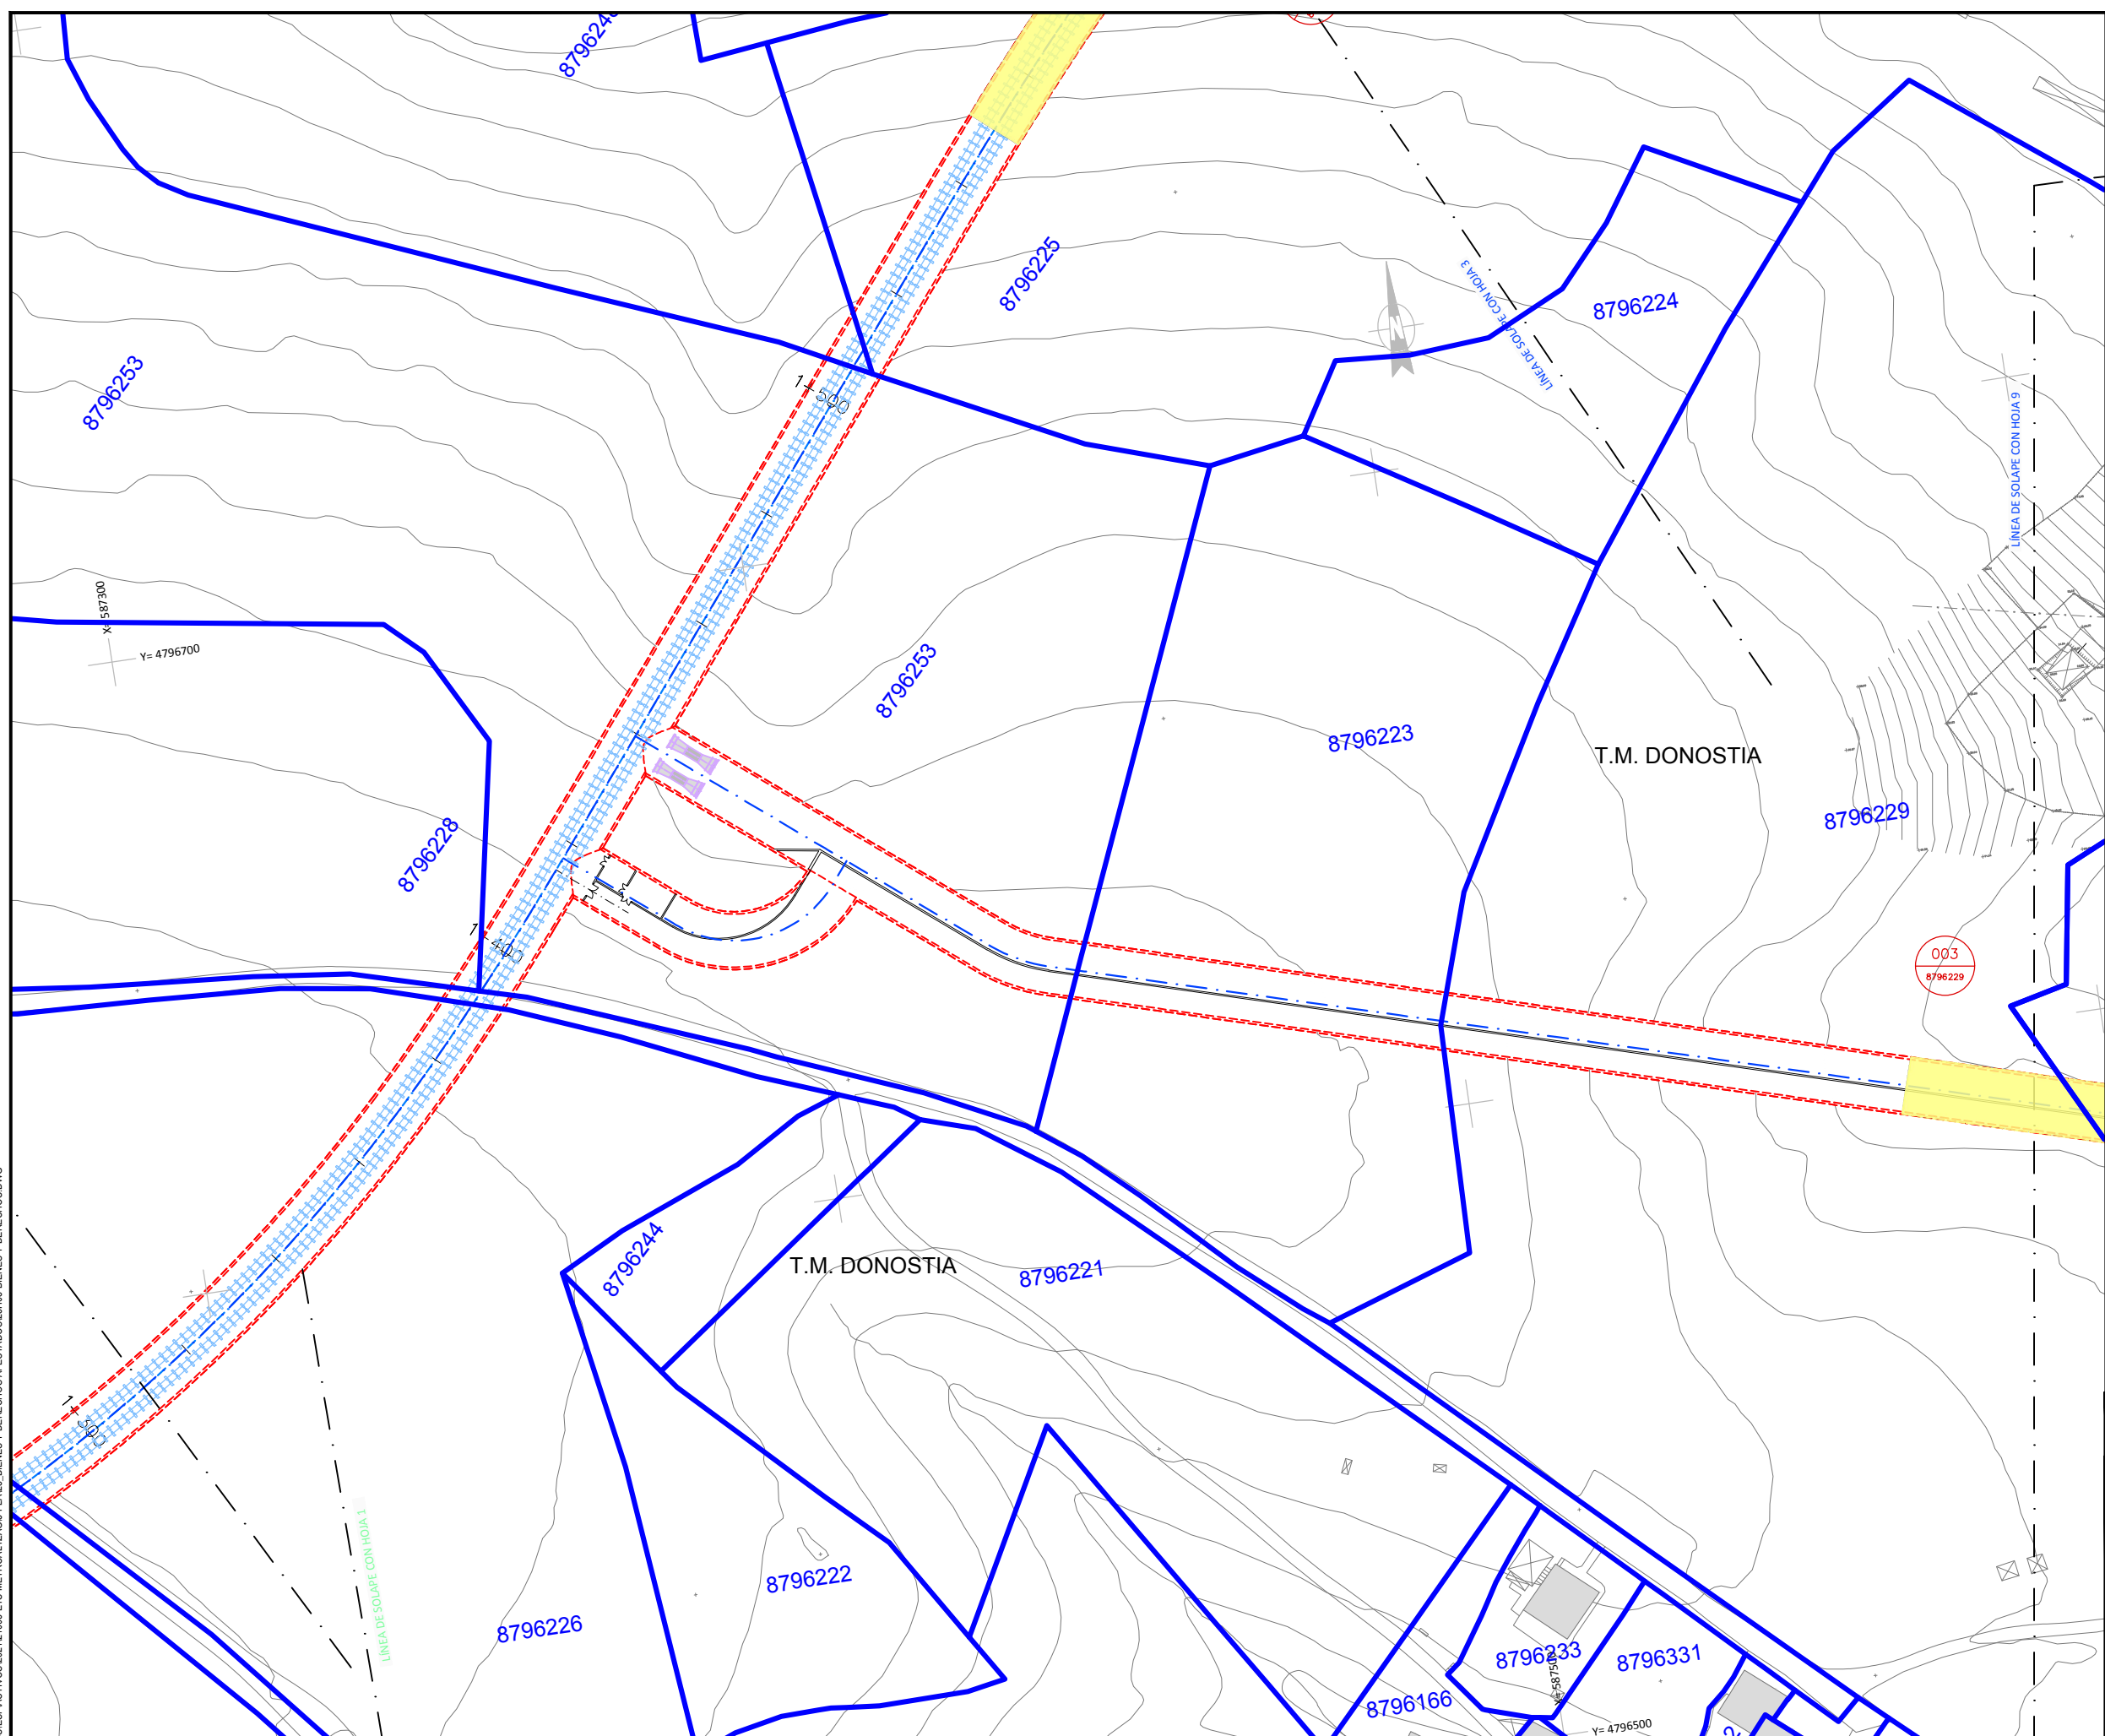 8796225
8796224
LÍNEA DE SOLAPE CON HOJA 3
N
8796253
1+500
LÍNEA DE SOLAPE CON HOJA 9
X= 587300
Y= 4796700
8796253
8796223
T.M. DONOSTIA
8796229
8796228
1+400
003
8796229
8796244
T.M. DONOSTIA
8796221
LÍNEA DE SOLAPE CON HOJA 1
8796222
8796226
8796233
8796331
8796166
Y= 4796500